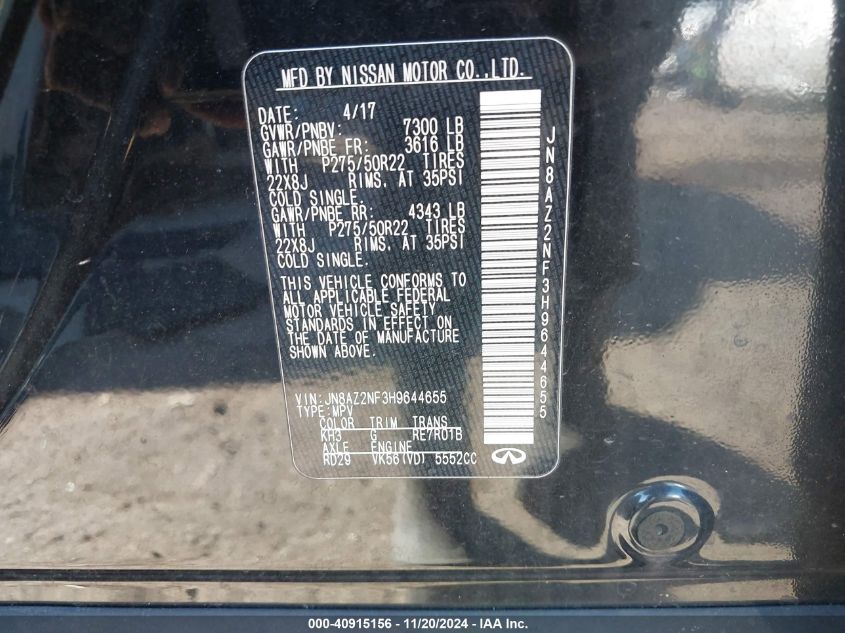 MFD BY NISSAN MOTOR CO.,LTD.
DATE: 4/17
GVWR/PNBV: 7300 LB
GAWR/PNBE FR: 3616 LB
WITH P275/50R22 TIRES
22X8J RIMS. AT 35PSI
COLD SINGLE.
GAWR/PNBE RR: 4343 LB
WITH P275/50R22 TIRES
22X8J RIMS. AT 35PSI
COLD SINGLE.
THIS VEHICLE CONFORMS TO
ALL APPLICABLE FEDERAL
MOTOR VEHICLE SAFETY
STANDARDS IN EFFECT ON
THE DATE OF MANUFACTURE
SHOWN ABOVE.
VIN:JN8AZ2NF3H9644655
TYPE:MPV
COLOR TRIM TRANS
KH3 G RE7R01B
AXLE ENGINE
RD29 VK56(VD) 5552CC
JN8AZ2NF3H9644655
000-40915156 - 11/20/2024 - IAA Corp.